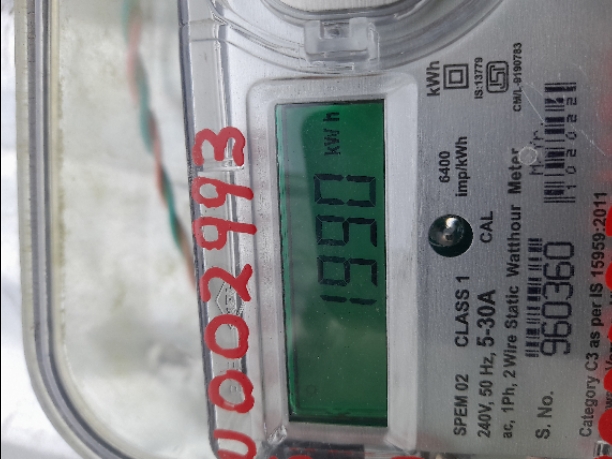 U002993
1990 kWh
kWh
6400
imp/kWh
CAL
IS:13779
CM/L-9190783
SPEM 02 CLASS 1
240V, 50 Hz, 5-30A
ac, 1Ph, 2 Wire Static Watthour Meter
S. No. 960360
Category C3 as per IS 15959:2011